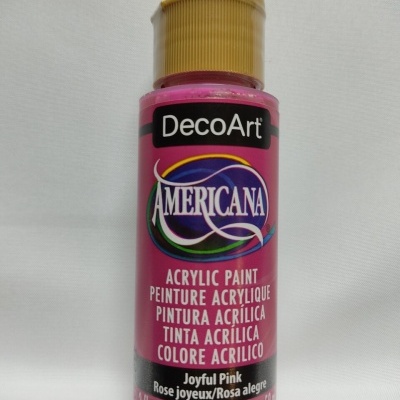 DecoArt
AMERICANA
ACRYLIC PAINT
PEINTURE ACRYLIQUE
PINTURA ACRÍLICA
TINTA ACRÍLICA
COLORE ACRILICO
Joyful Pink
Rose joyeux/Rosa alegre